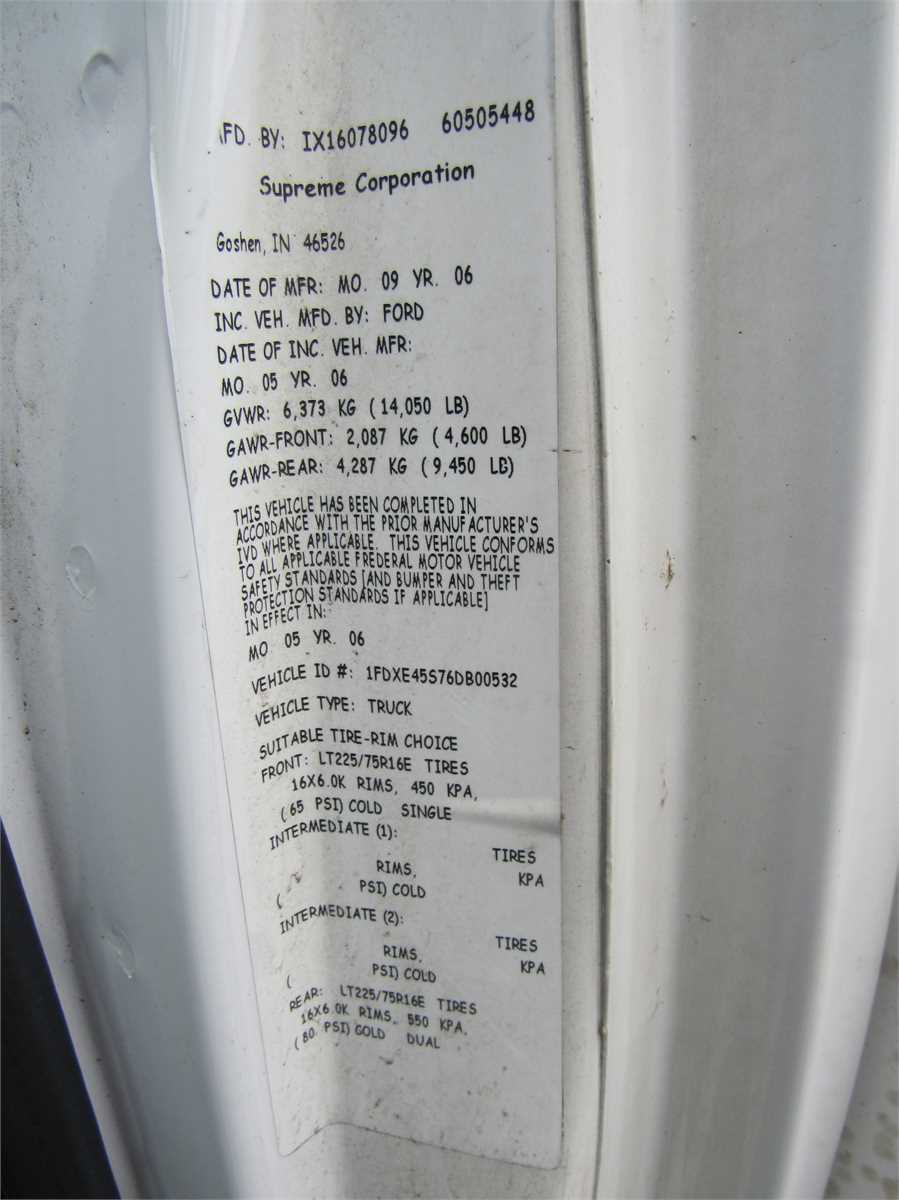 MFD. BY: IX16078096 60505448
Supreme Corporation
Goshen, IN 46526
DATE OF MFR: MO. 09 YR. 06
INC. VEH. MFD. BY: FORD
DATE OF INC. VEH. MFR:
MO. 05 YR. 06
GVWR: 6,373 KG (14,050 LB)
GAWR-FRONT: 2,087 KG (4,600 LB)
GAWR-REAR: 4,287 KG (9,450 LB)
THIS VEHICLE HAS BEEN COMPLETED IN
ACCORDANCE WITH THE PRIOR MANUFACTURER'S
IVD WHERE APPLICABLE. THIS VEHICLE CONFORMS
TO ALL APPLICABLE FREDERAL MOTOR VEHICLE
SAFETY STANDARDS [AND BUMPER AND THEFT
PROTECTION STANDARDS IF APPLICABLE]
IN EFFECT IN:
MO 05 YR. 06
VEHICLE ID #: 1FDXE45S76DB00532
VEHICLE TYPE: TRUCK
SUITABLE TIRE-RIM CHOICE
FRONT: LT225/75R16E TIRES
16X6.0K RIMS, 450 KPA,
(65 PSI) COLD SINGLE
INTERMEDIATE (1):
TIRES
RIMS, KPA
( PSI) COLD
INTERMEDIATE (2):
TIRES
RIMS, KPA
( PSI) COLD
REAR: LT225/75R16E TIRES
16X6.0K RIMS, 550 KPA,
(80 PSI) COLD DUAL